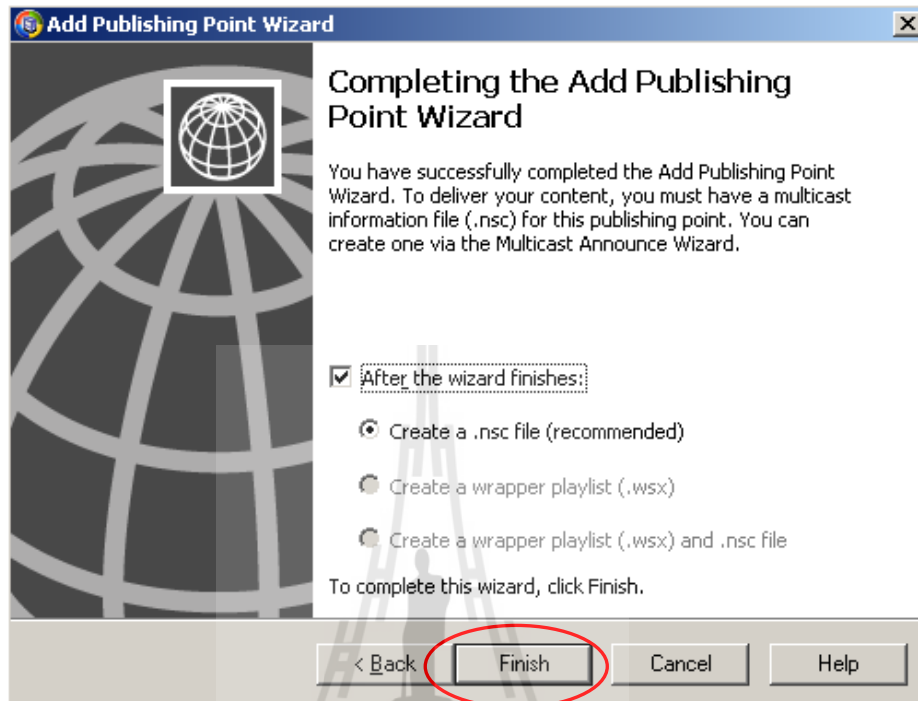 Add Publishing Point Wizard
Completing the Add Publishing
Point Wizard
You have successfully completed the Add Publishing Point
Wizard. To deliver your content, you must have a multicast
information file (.nsc) for this publishing point. You can
create one via the Multicast Announce Wizard.
After the wizard finishes:
Create a .nsc file (recommended)
Create a wrapper playlist (.wsx)
Create a wrapper playlist (.wsx) and .nsc file
To complete this wizard, click Finish.
< Back Finish Cancel Help